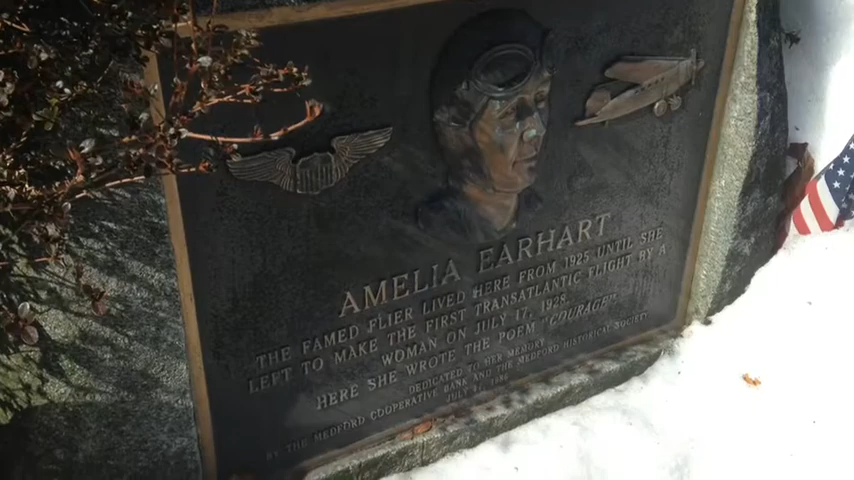 AMELIA EARHART
THE FAMED FLIER LIVED HERE FROM 1925 UNTIL SHE
LEFT TO MAKE THE FIRST TRANSATLANTIC FLIGHT BY A
WOMAN ON JULY 17, 1928.
HERE SHE WROTE THE POEM "COURAGE"
DEDICATED TO HER MEMORY
BY THE MEDFORD COOPERATIVE BANK AND THE MEDFORD HISTORICAL SOCIETY
JULY 1986